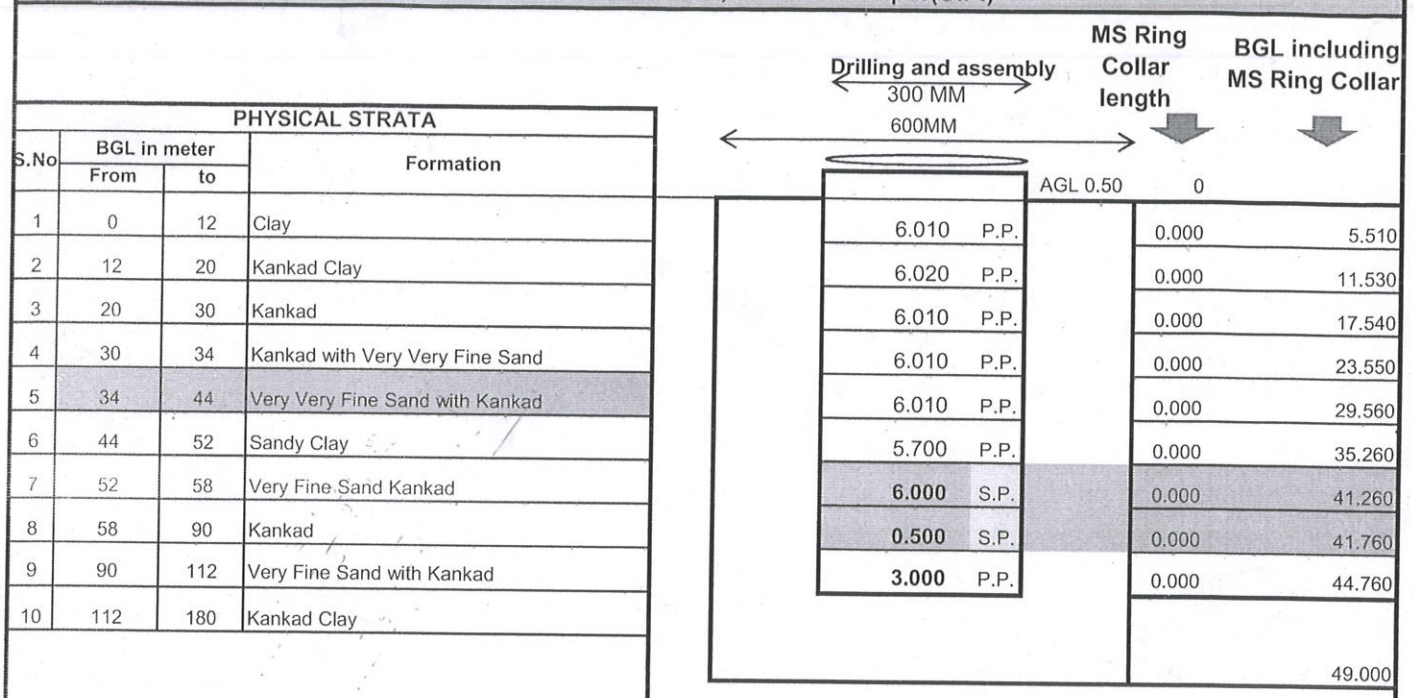 MS Ring Collar length
BGL including MS Ring Collar
Drilling and assembly
300 MM
600MM
PHYSICAL STRATA
S.No BGL in meter Formation
From to
AGL 0.50 0
1 0 12 Clay
2 12 20 Kankad Clay
3 20 30 Kankad
4 30 34 Kankad with Very Very Fine Sand
5 34 44 Very Very Fine Sand with Kankad
6 44 52 Sandy Clay
7 52 58 Very Fine Sand Kankad
8 58 90 Kankad
9 90 112 Very Fine Sand with Kankad
10 112 180 Kankad Clay
6.010 P.P. 0.000 5.510
6.020 P.P. 0.000 11.530
6.010 P.P. 0.000 17.540
6.010 P.P. 0.000 23.550
6.010 P.P. 0.000 29.560
5.700 P.P. 0.000 35.260
6.000 S.P. 0.000 41.260
0.500 S.P. 0.000 41.760
3.000 P.P. 0.000 44.760
49.000